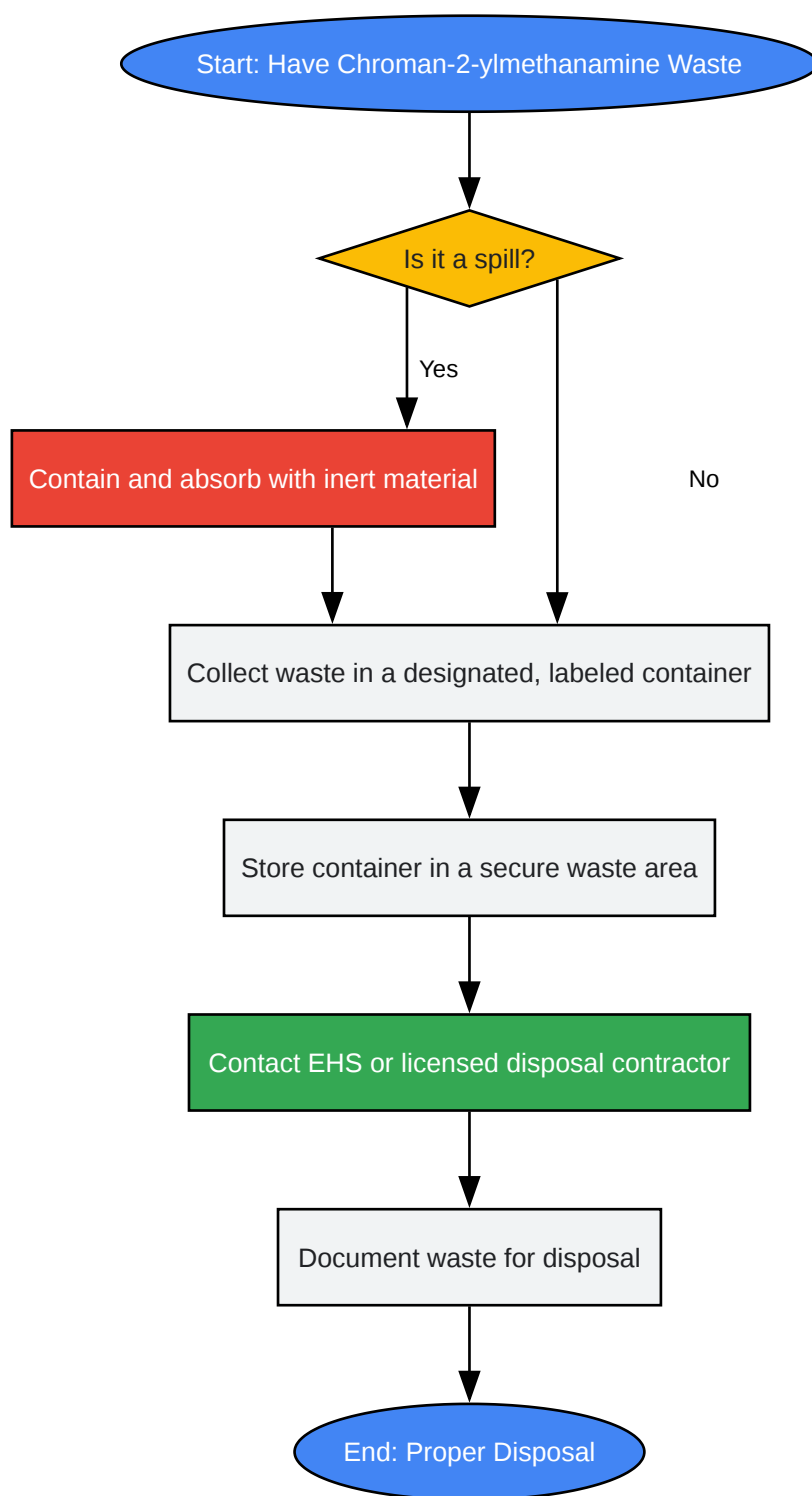 Start: Have Chroman-2-ylmethanamine Waste
Is it a spill?
Yes
Contain and absorb with inert material
No
Collect waste in a designated, labeled container
Store container in a secure waste area
Contact EHS or licensed disposal contractor
Document waste for disposal
End: Proper Disposal